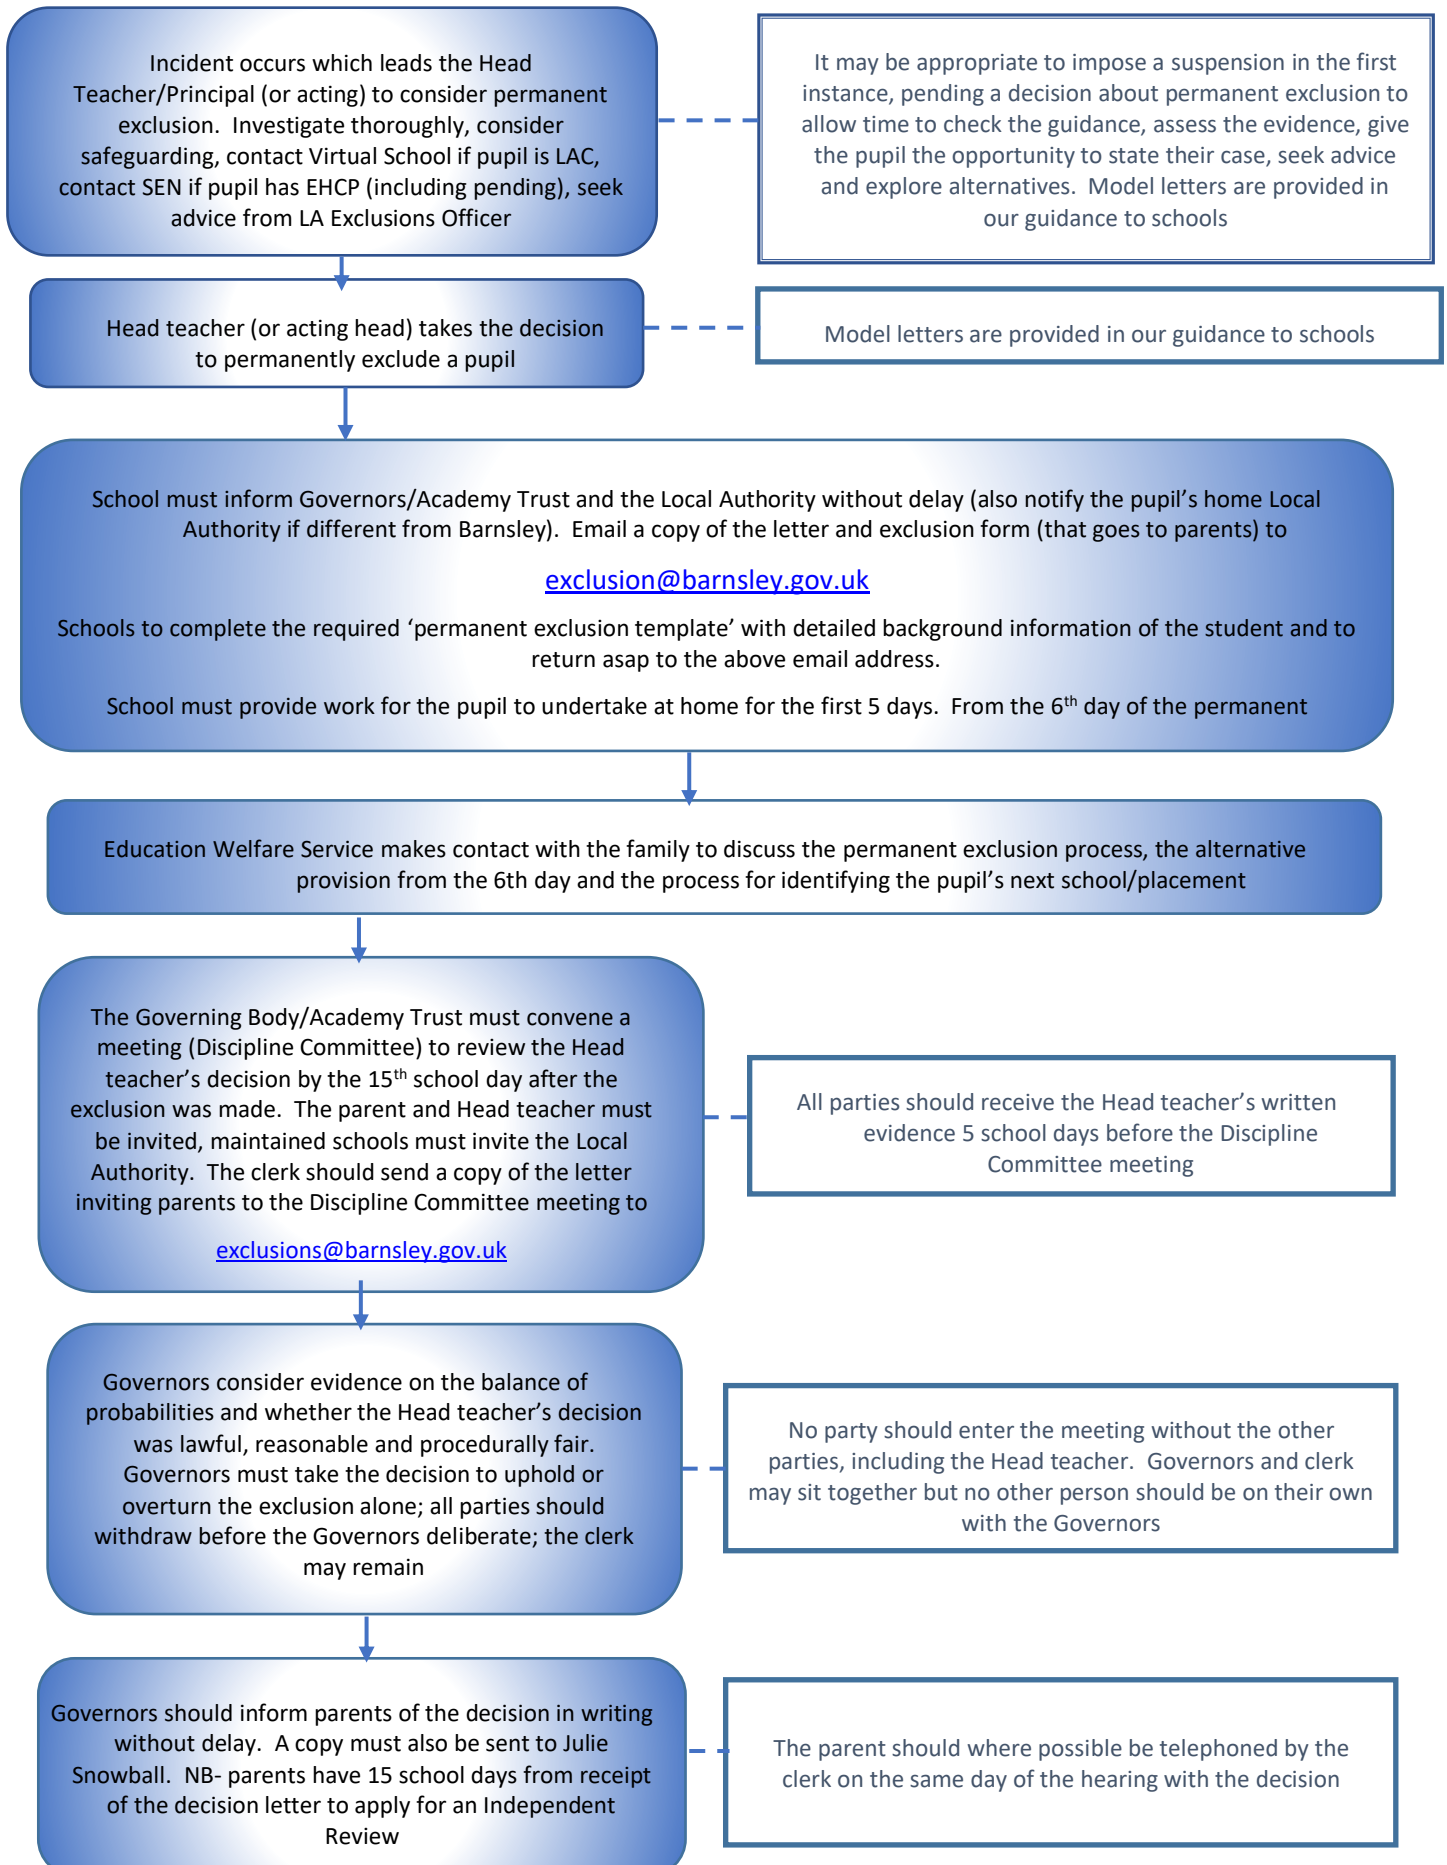 Incident occurs which leads the Head
Teacher/Principal (or acting) to consider permanent
exclusion.  Investigate thoroughly, consider
safeguarding, contact Virtual School if pupil is LAC,
contact SEN if pupil has EHCP (including pending), seek
advice from LA Exclusions Officer
It may be appropriate to impose a suspension in the first
instance, pending a decision about permanent exclusion to
allow time to check the guidance, assess the evidence, give
the pupil the opportunity to state their case, seek advice
and explore alternatives.  Model letters are provided in
our guidance to schools
Head teacher (or acting head) takes the decision
to permanently exclude a pupil
Model letters are provided in our guidance to schools
School must inform Governors/Academy Trust and the Local Authority without delay (also notify the pupil’s home Local
Authority if different from Barnsley).  Email a copy of the letter and exclusion form (that goes to parents) to
exclusion@barnsley.gov.uk
Schools to complete the required ‘permanent exclusion template’ with detailed background information of the student and to
return asap to the above email address.
School must provide work for the pupil to undertake at home for the first 5 days.  From the 6th day of the permanent
Education Welfare Service makes contact with the family to discuss the permanent exclusion process, the alternative
provision from the 6th day and the process for identifying the pupil’s next school/placement
The Governing Body/Academy Trust must convene a
meeting (Discipline Committee) to review the Head
teacher’s decision by the 15th school day after the
exclusion was made.  The parent and Head teacher must
be invited, maintained schools must invite the Local
Authority.  The clerk should send a copy of the letter
inviting parents to the Discipline Committee meeting to
exclusions@barnsley.gov.uk
All parties should receive the Head teacher’s written
evidence 5 school days before the Discipline
Committee meeting
Governors consider evidence on the balance of
probabilities and whether the Head teacher’s decision
was lawful, reasonable and procedurally fair.
Governors must take the decision to uphold or
overturn the exclusion alone; all parties should
withdraw before the Governors deliberate; the clerk
may remain
No party should enter the meeting without the other
parties, including the Head teacher.  Governors and clerk
may sit together but no other person should be on their own
with the Governors
Governors should inform parents of the decision in writing
without delay.  A copy must also be sent to Julie
Snowball.  NB- parents have 15 school days from receipt
of the decision letter to apply for an Independent
Review
The parent should where possible be telephoned by the
clerk on the same day of the hearing with the decision